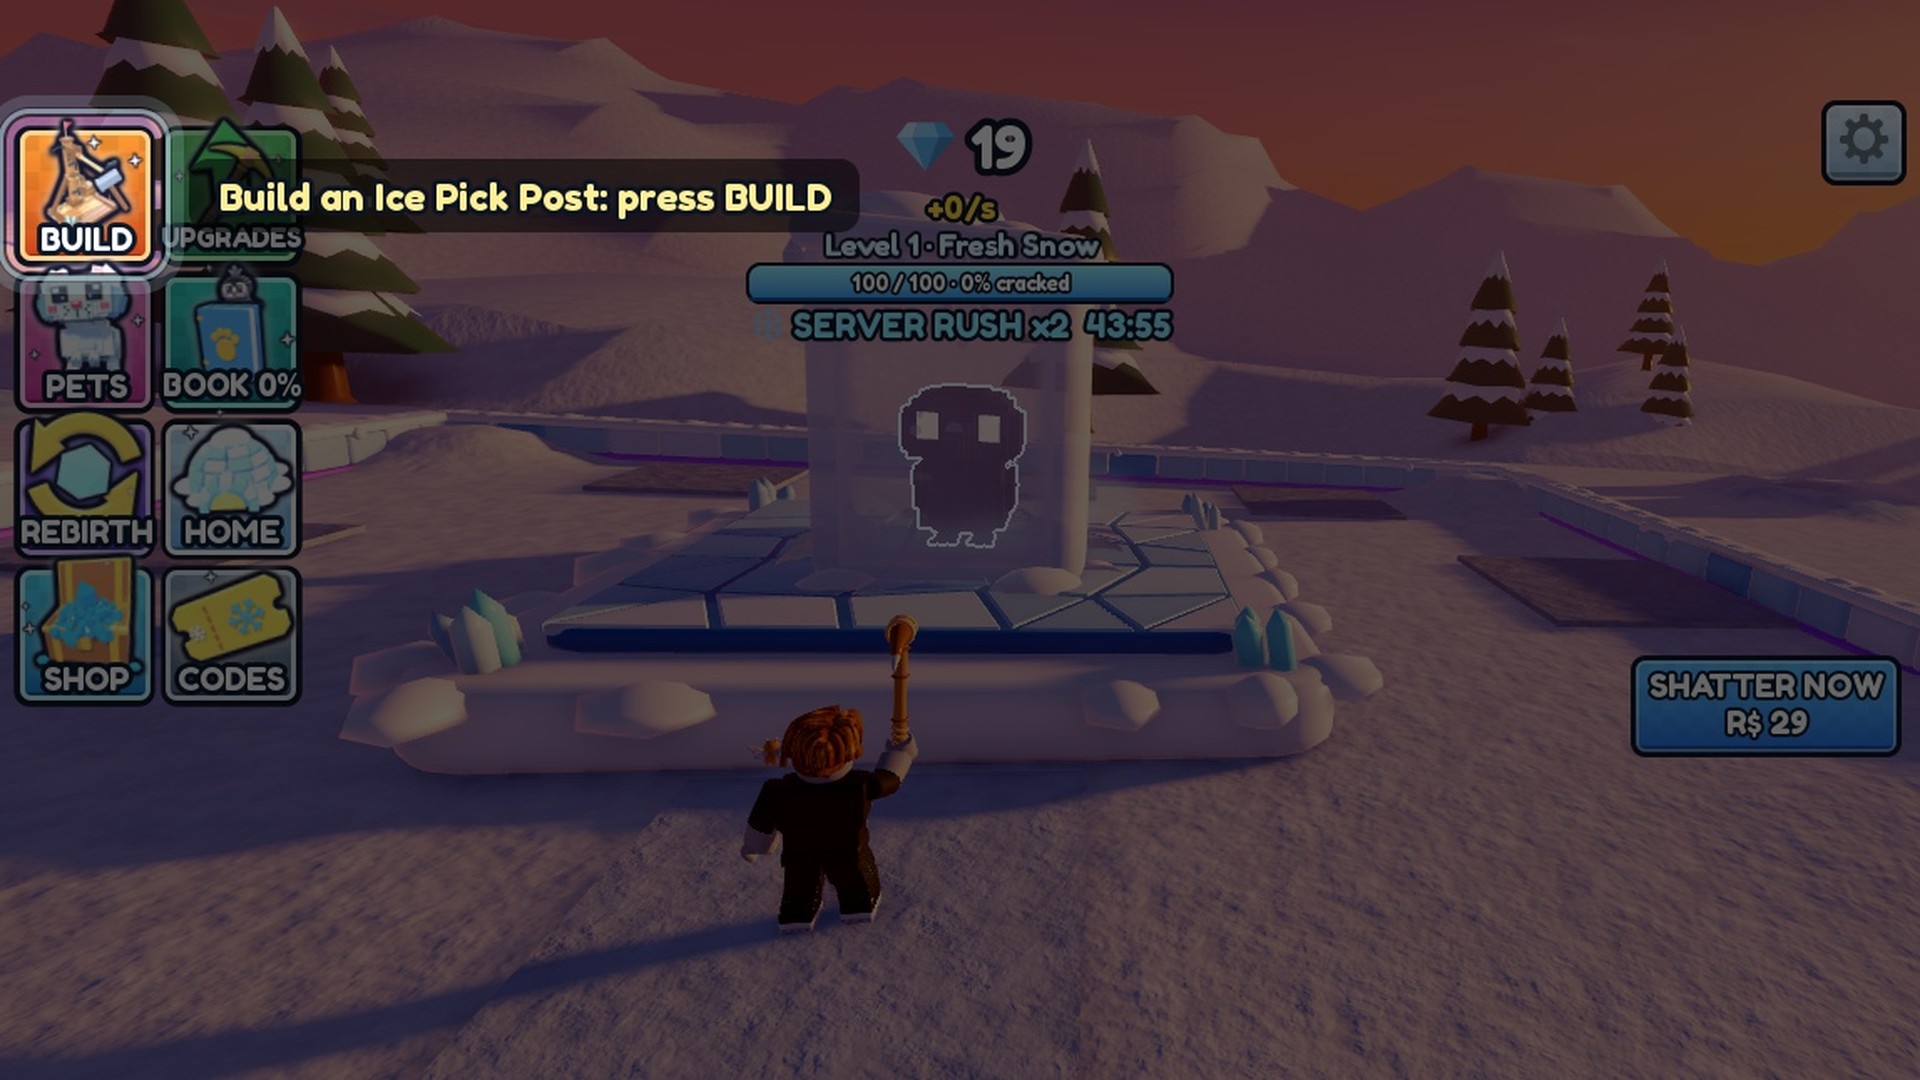 BUILD
UPGRADES
Build an Ice Pick Post: press BUILD
19
+0/s
Level 1 · Fresh Snow
100 / 100 · 0% cracked
SERVER RUSH x2 43:55
PETS
BOOK 0%
REBIRTH
HOME
SHOP
CODES
SHATTER NOW
R$ 29